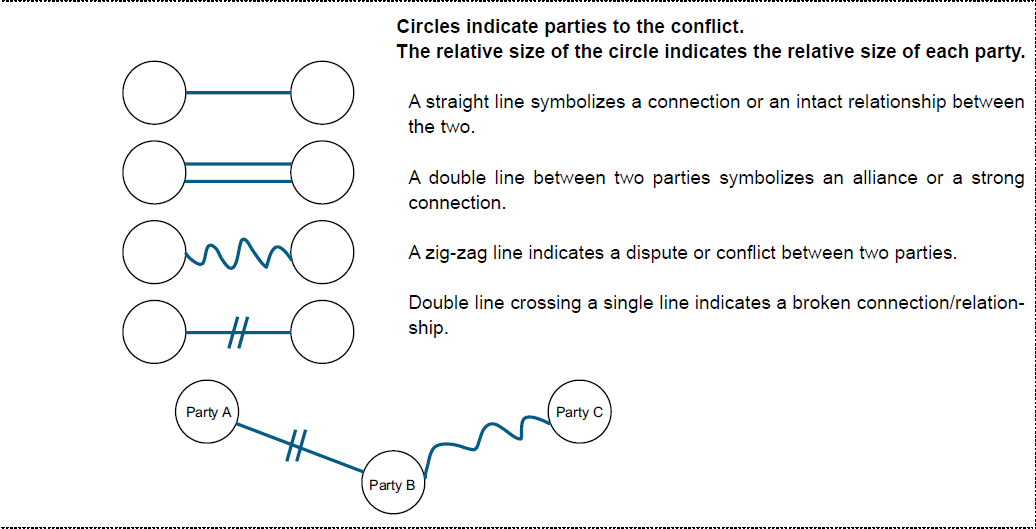 Circles indicate parties to the conflict.
The relative size of the circle indicates the relative size of each party.
A straight line symbolizes a connection or an intact relationship between
the two.
A double line between two parties symbolizes an alliance or a strong
connection.
A zig-zag line indicates a dispute or conflict between two parties.
Double line crossing a single line indicates a broken connection/relation-
ship.
Party A
Party C
Party B